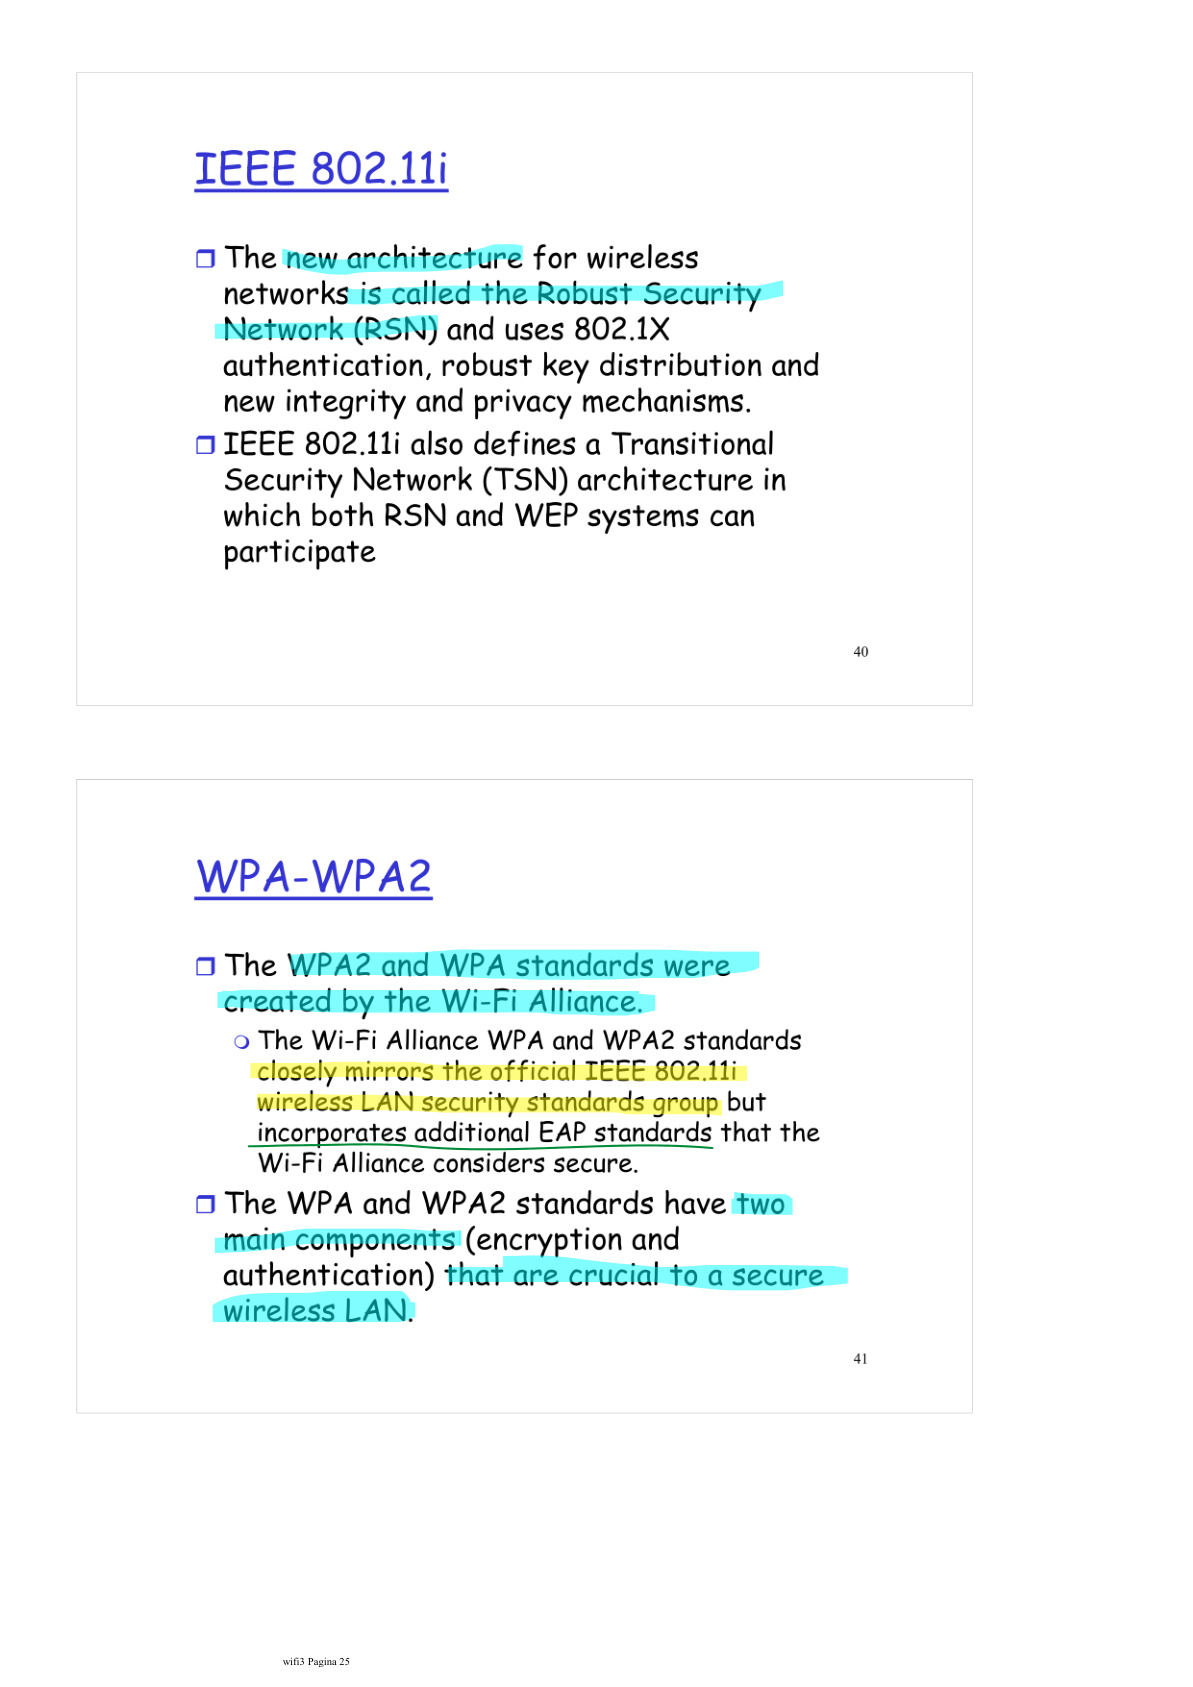 IEEE 802.11i
The new architecture for wireless
networks is called the Robust Security
Network (RSN) and uses 802.1X
authentication, robust key distribution and
new integrity and privacy mechanisms.
IEEE 802.11i also defines a Transitional
Security Network (TSN) architecture in
which both RSN and WEP systems can
participate
40
WPA-WPA2
The WPA2 and WPA standards were
created by the Wi-Fi Alliance.
The Wi-Fi Alliance WPA and WPA2 standards
closely mirrors the official IEEE 802.11i
wireless LAN security standards group but
incorporates additional EAP standards that the
Wi-Fi Alliance considers secure.
The WPA and WPA2 standards have two
main components (encryption and
authentication) that are crucial to a secure
wireless LAN.
41
wifi3 Pagina 25